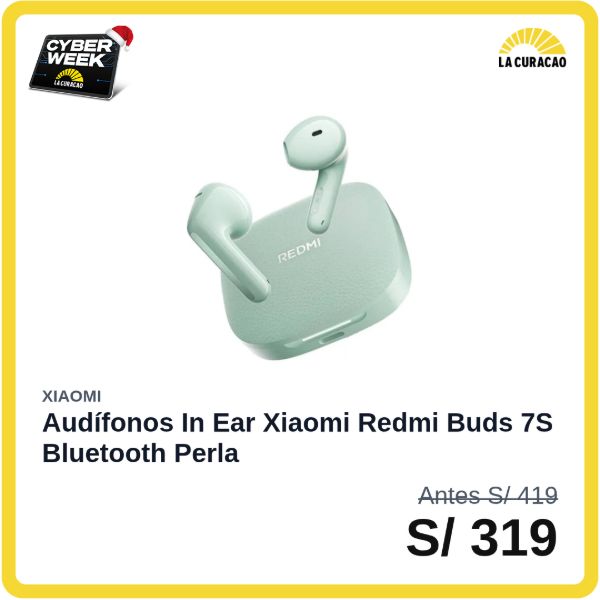 CYBER
WEEK
LA CURACAO
LA CURACAO
REDMI
XIAOMI
Audífonos In Ear Xiaomi Redmi Buds 7S
Bluetooth Perla
Antes S/ 419
S/ 319